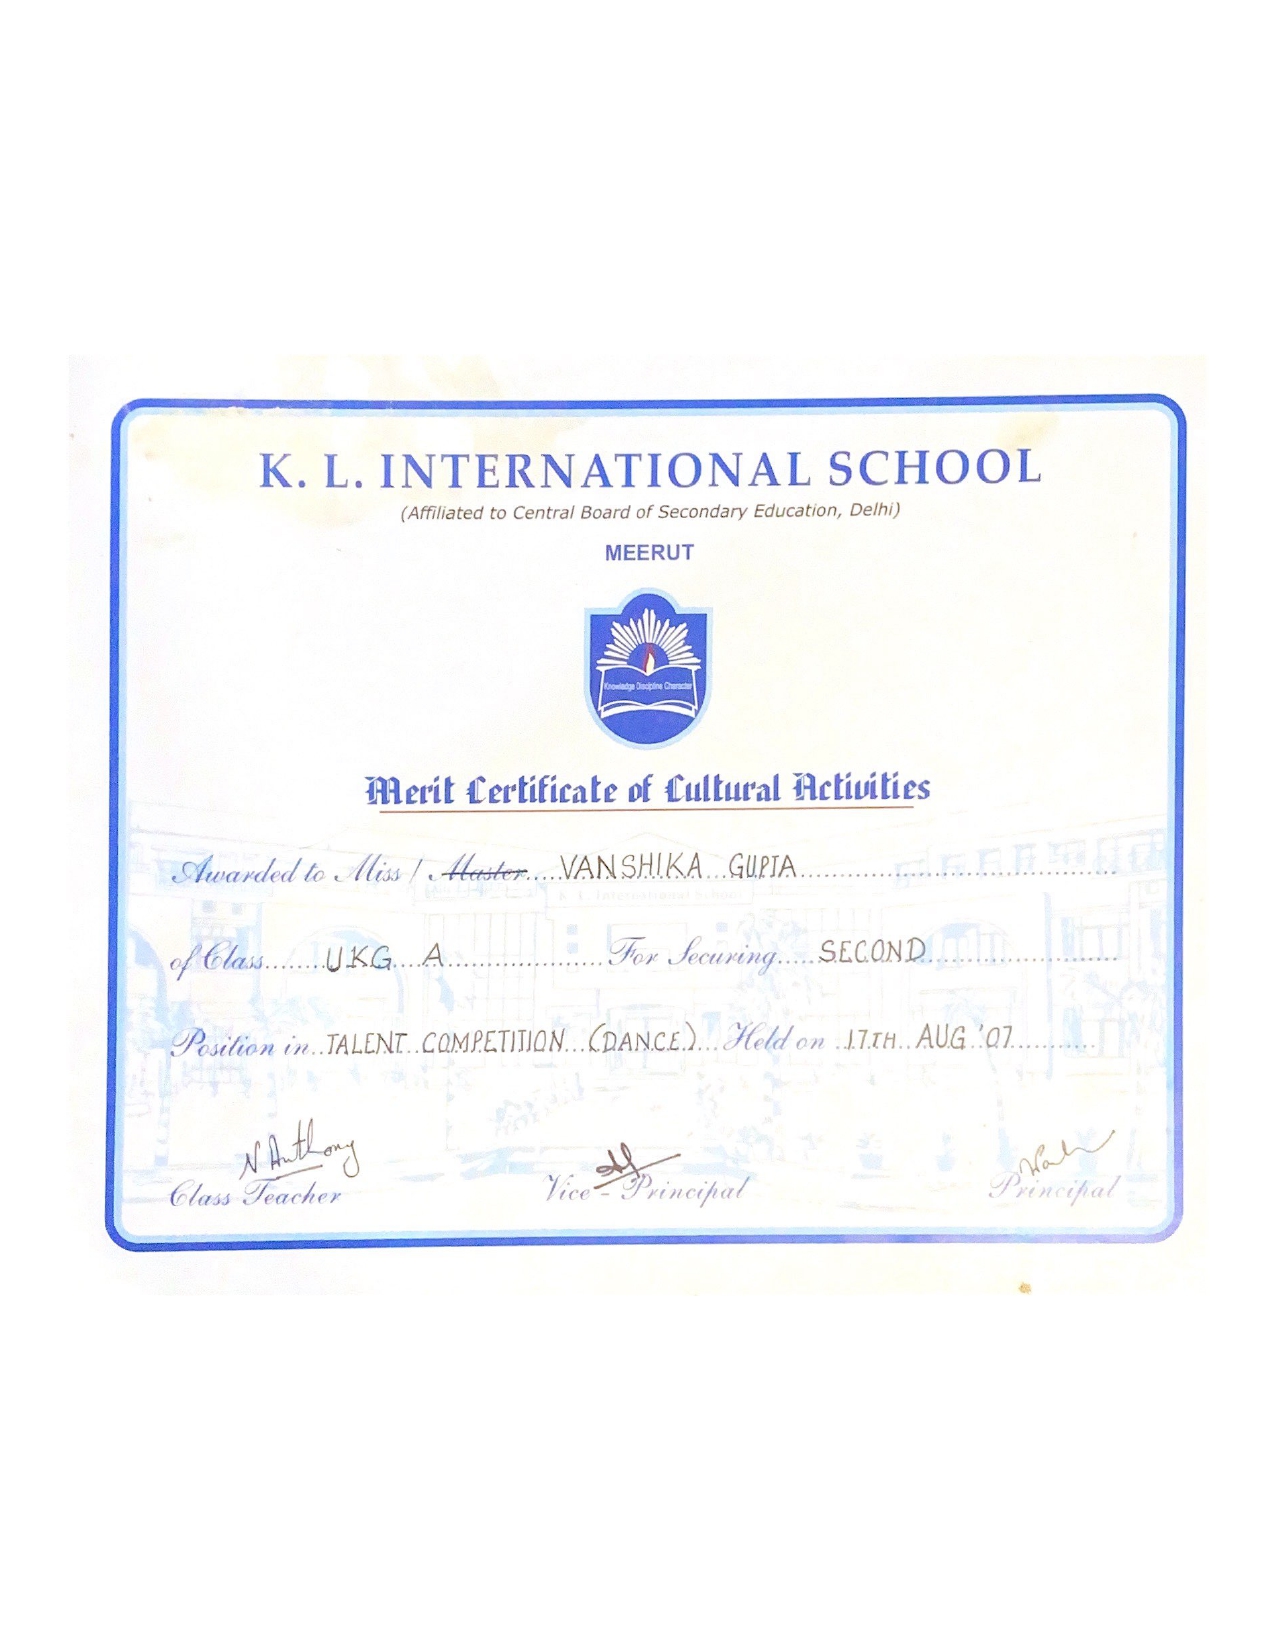 K. L. INTERNATIONAL SCHOOL
(Affiliated to Central Board of Secondary Education, Delhi)
MEERUT
Knowledge Discipline Character
Merit Certificate of Cultural Activities
Awarded to Miss / Master.....VANSHIKA GUPTA
K. L. International School
of Class.......UKG A.......For Securing.....SECOND
Position in..TALENT COMPETITION (DANCE)...Held on 17TH AUG '07
N Anthony
Class Teacher Vice - Principal Principal